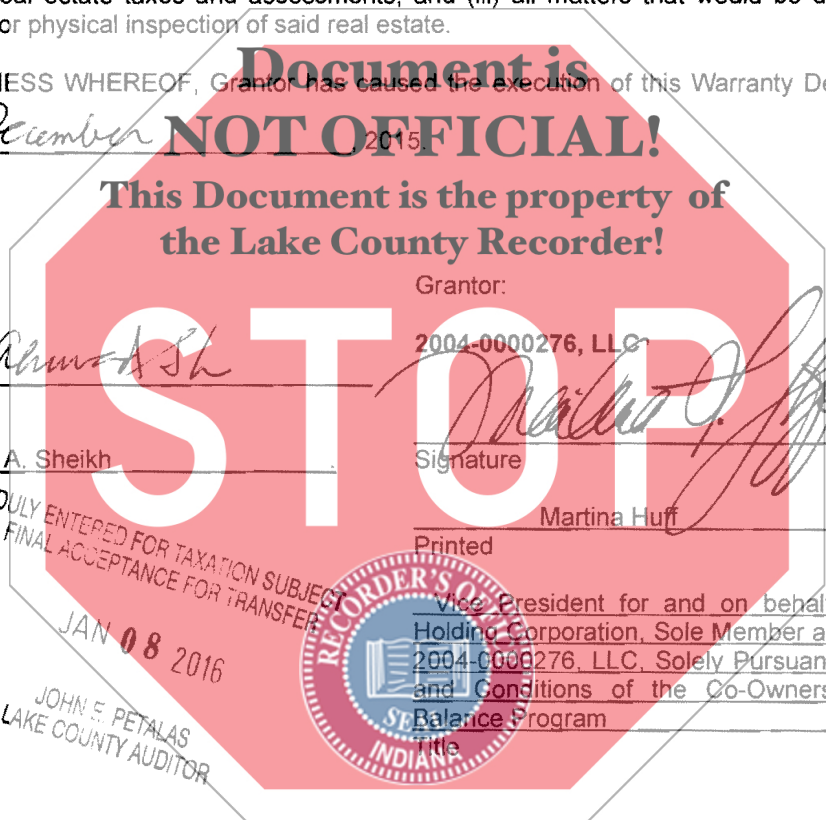 real estate taxes and assessments, and (iii) all matters that would be
or physical inspection of said real estate.
Document is
NESS WHEREOF, Grantor has caused the execution of this Warranty De
December , 2015.
NOT OFFICIAL!
This Document is the property of
the Lake County Recorder!
Grantor:
2004-0000276, LLC
STOP
A. Sheikh
Signature
Martina Huff
Printed
DULY ENTERED FOR TAXATION SUBJECT
FINAL ACCEPTANCE FOR TRANSFER
JAN 08 2016
JOHN E. PETALAS
LAKE COUNTY AUDITOR
Vice President for and on behal
Holding Corporation, Sole Member a
2004-0000276, LLC, Solely Pursuan
and Conditions of the Co-Owners
Balance Program
Title
RECORDER'S OFFICE
SEAL
INDIANA